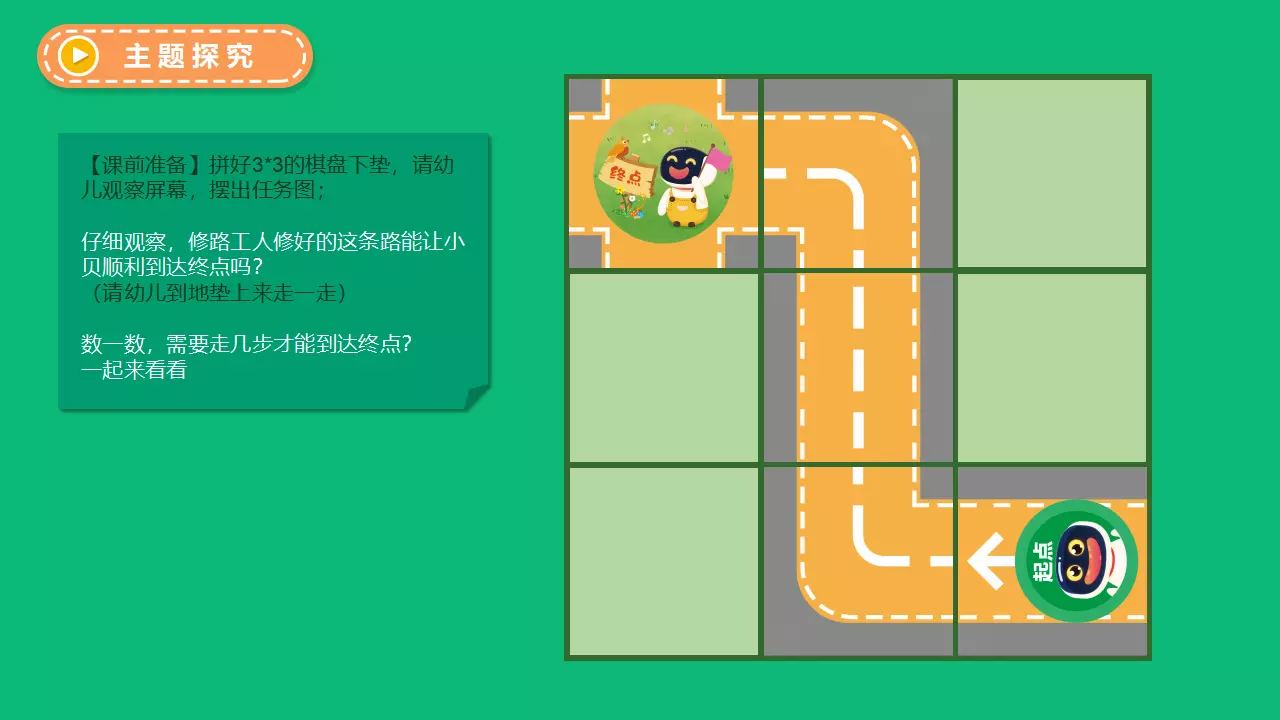 主题探究
【课前准备】拼好3*3的棋盘下垫，请幼
儿观察屏幕，摆出任务图；
仔细观察，修路工人修好的这条路能让小
贝顺利到达终点吗？
（请幼儿到地垫上来走一走）
数一数，需要走几步才能到达终点？
一起来看看
终点
起点